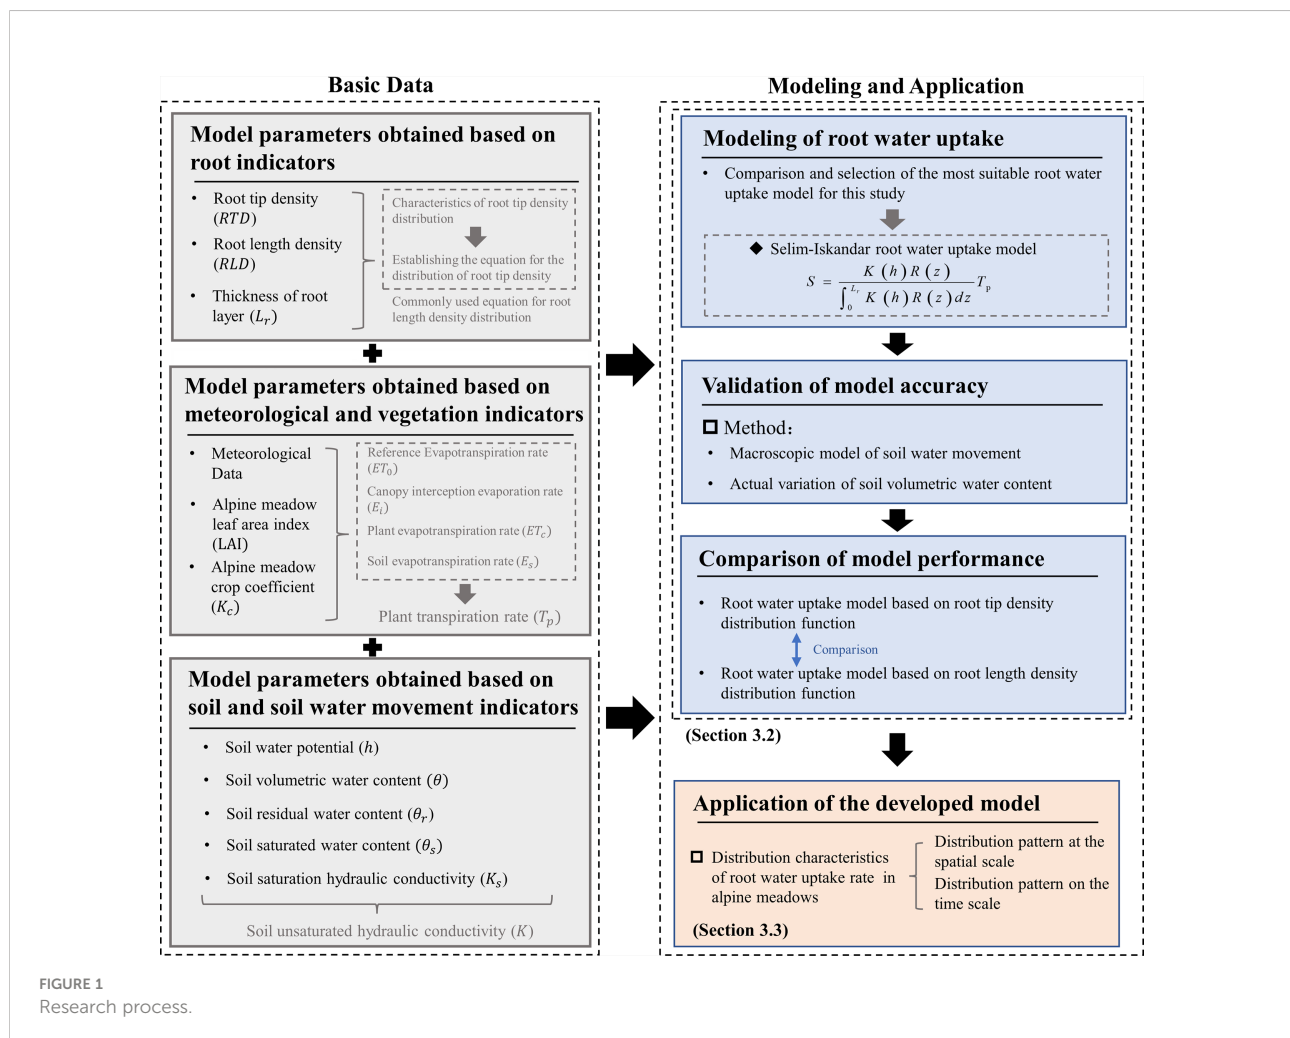 Basic Data
Model parameters obtained based on
root indicators
• Root tip density
(RTD)
• Root length density
(RLD)
• Thickness of root
layer (L_r)
Characteristics of root tip density
distribution
Establishing the equation for the
distribution of root tip density
Commonly used equation for root
length density distribution
Model parameters obtained based on
meteorological and vegetation indicators
• Meteorological
Data
• Alpine meadow
leaf area index
(LAI)
• Alpine meadow
crop coefficient
(K_c)
Reference Evapotranspiration rate
(ET_0)
Canopy interception evaporation rate
(E_i)
Plant evapotranspiration rate (ET_c)
Soil evapotranspiration rate (E_s)
Plant transpiration rate (T_p)
Model parameters obtained based on
soil and soil water movement indicators
• Soil water potential (h)
• Soil volumetric water content (θ)
• Soil residual water content (θ_r)
• Soil saturated water content (θ_s)
• Soil saturation hydraulic conductivity (K_s)
Soil unsaturated hydraulic conductivity (K)
Modeling and Application
Modeling of root water uptake
• Comparison and selection of the most suitable root water
uptake model for this study
◆ Selim-Iskandar root water uptake model
S = K(h)R(z) / ∫_0^{L_r} K(h)R(z)dz T_p
Validation of model accuracy
Method：
• Macroscopic model of soil water movement
• Actual variation of soil volumetric water content
Comparison of model performance
• Root water uptake model based on root tip density
distribution function
Comparison
• Root water uptake model based on root length density
distribution function
(Section 3.2)
Application of the developed model
Distribution characteristics
of root water uptake rate in
alpine meadows
Distribution pattern at the
spatial scale
Distribution pattern on the
time scale
(Section 3.3)
FIGURE 1
Research process.